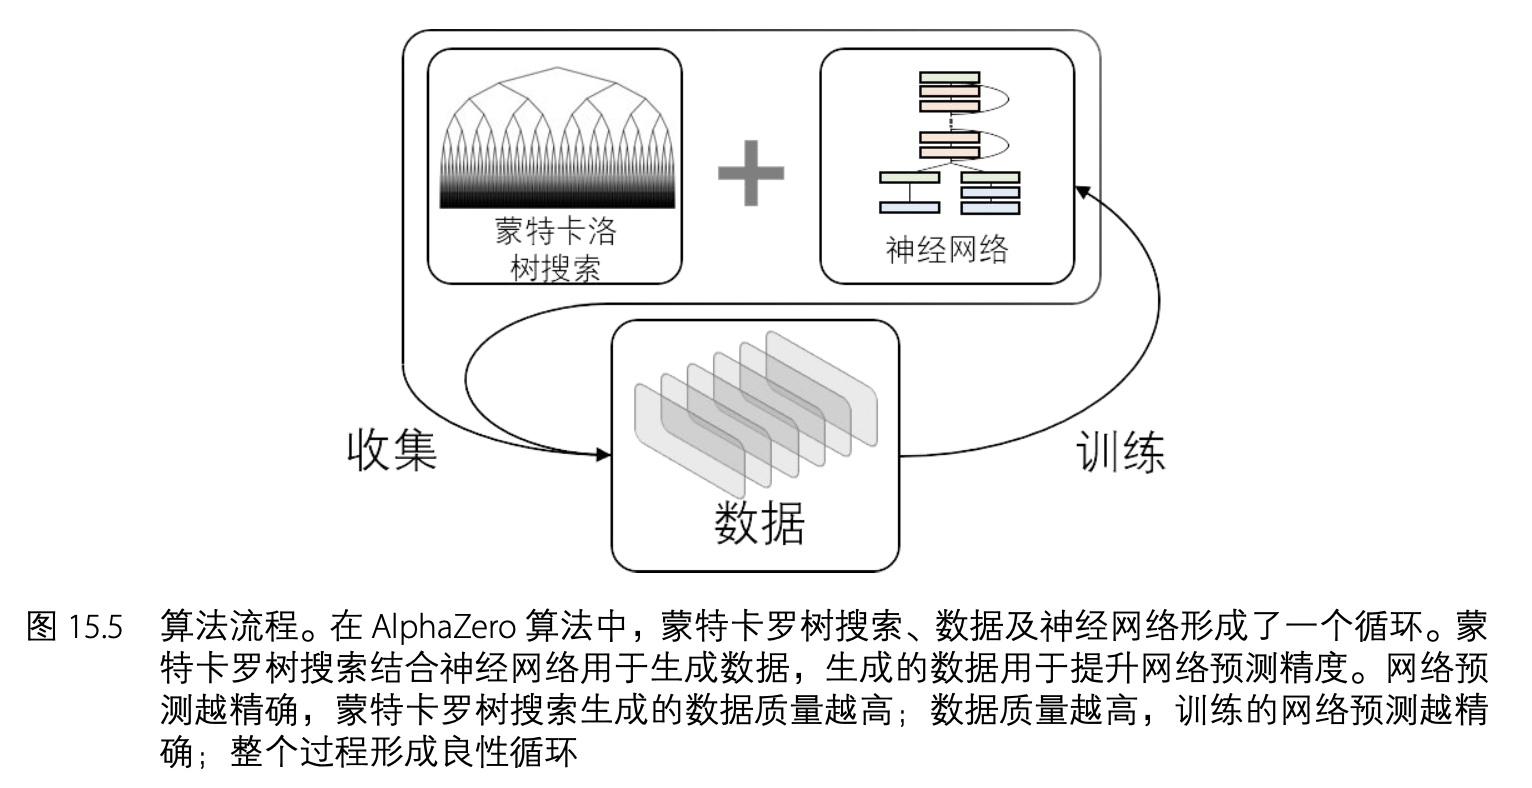 蒙特卡洛
树搜索
神经网络
收集
训练
数据
图 15.5 算法流程。在 AlphaZero 算法中，蒙特卡罗树搜索、数据及神经网络形成了一个循环。蒙
特卡罗树搜索结合神经网络用于生成数据，生成的数据用于提升网络预测精度。网络预
测越精确，蒙特卡罗树搜索生成的数据质量越高；数据质量越高，训练的网络预测越精
确；整个过程形成良性循环